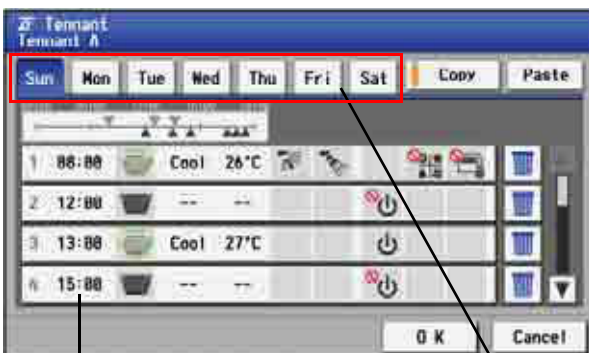 2F Tennant
Tennant A
Sun Mon Tue Wed Thu Fri Sat Copy Paste
1 08:00 Cool 26°C
2 12:00 -- --
3 13:00 Cool 27°C
15:00 -- --
OK Cancel